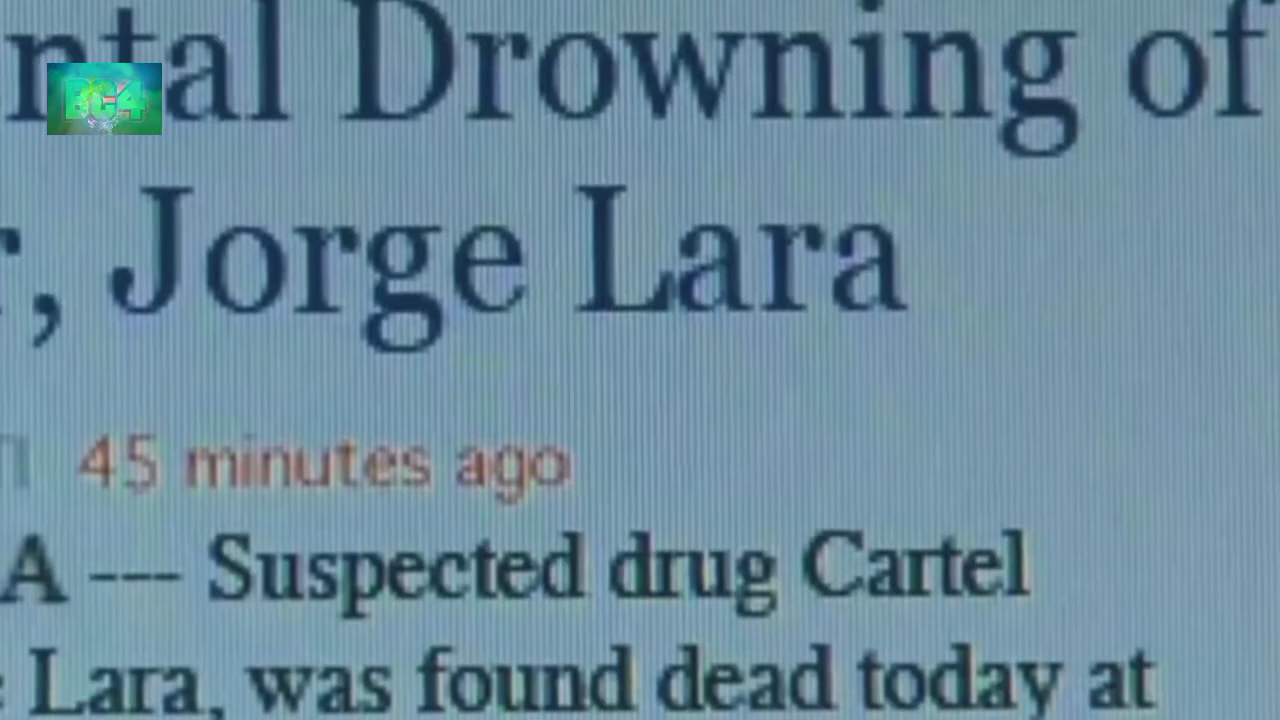 ntal Drowning of
r, Jorge Lara
45 minutes ago
A --- Suspected drug Cartel
Lara, was found dead today at